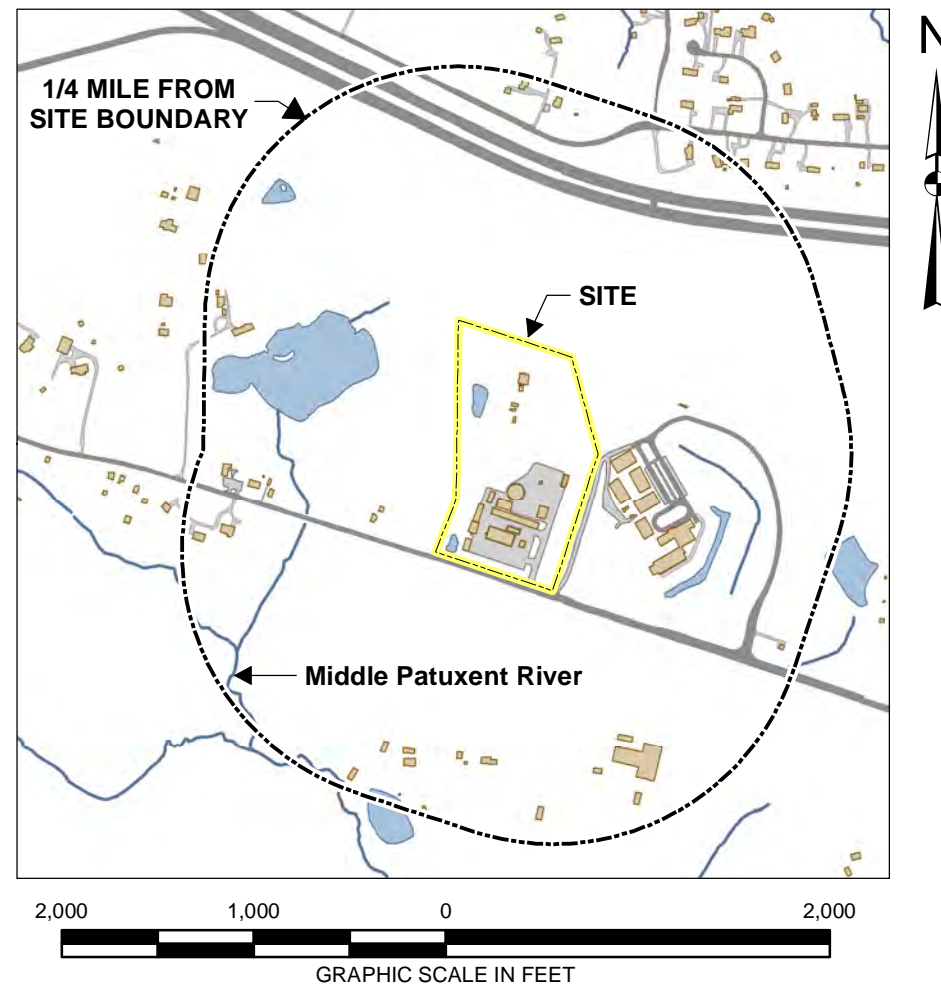 N
1/4 MILE FROM
SITE BOUNDARY
SITE
Middle Patuxent River
2,000 1,000 0 2,000
GRAPHIC SCALE IN FEET